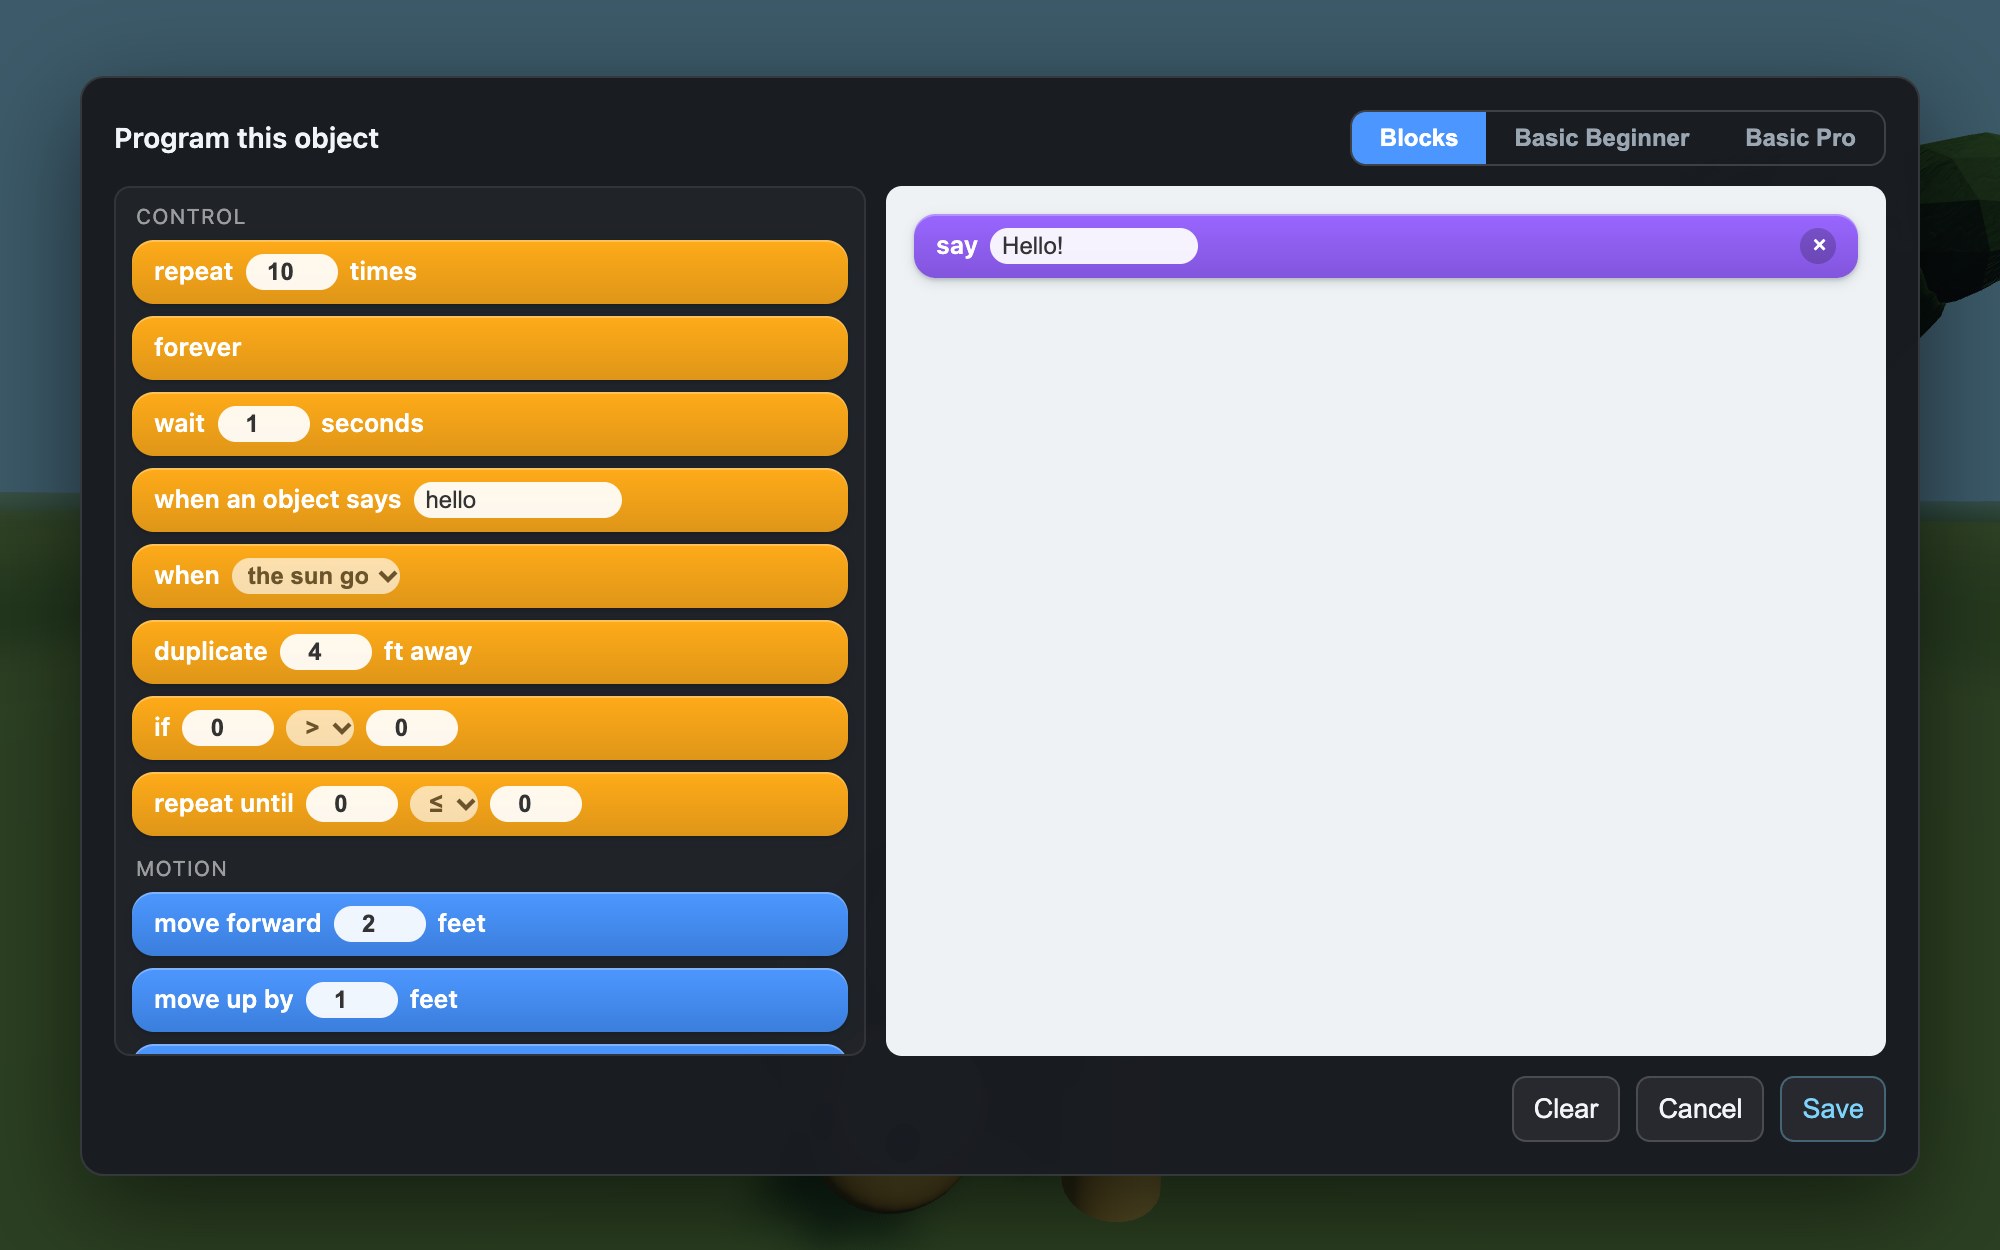 Program this object
Blocks Basic Beginner Basic Pro
CONTROL
repeat 10 times
forever
wait 1 seconds
when an object says hello
when the sun go
duplicate 4 ft away
if 0 > 0
repeat until 0 ≤ 0
MOTION
move forward 2 feet
move up by 1 feet
say Hello! ×
Clear Cancel Save